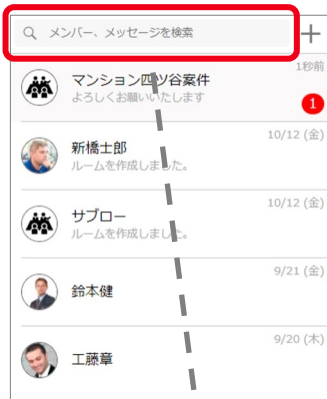 メンバー、メッセージを検索
1秒前
マンション四ツ谷案件
よろしくお願いいたします
1
10/12 (金)
新橋士郎
ルームを作成しました。
10/12 (金)
サブロー
ルームを作成しました。
9/21 (金)
鈴本健
9/20 (木)
工藤章